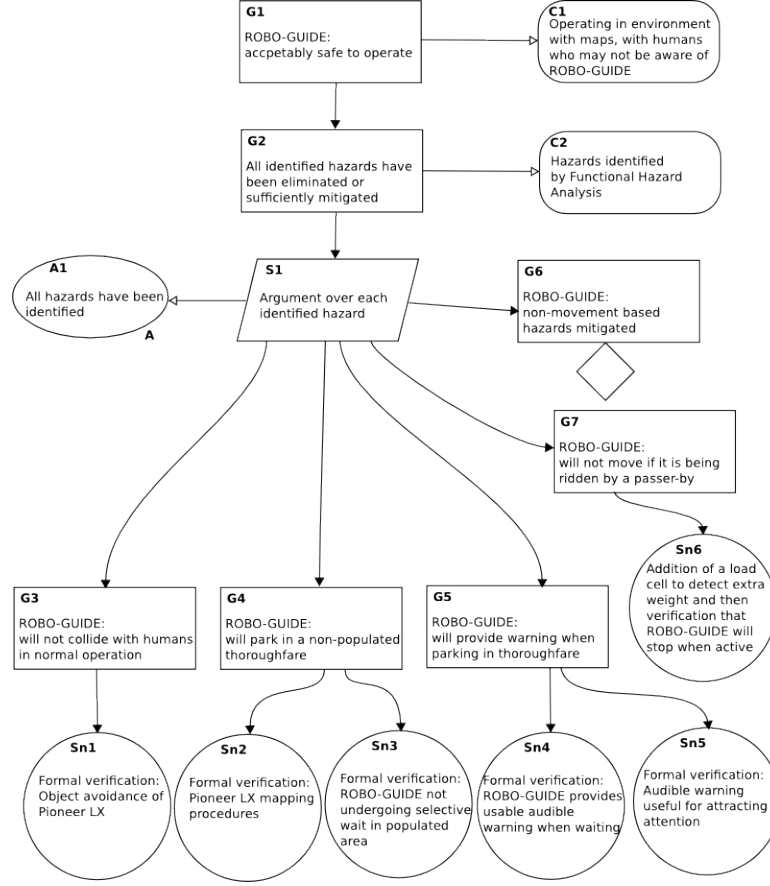 G1
ROBO-GUIDE:
accpetably safe to operate
C1
Operating in environment
with maps, with humans
who may not be aware of
ROBO-GUIDE
G2
All identified hazards have
been eliminated or
sufficiently mitigated
C2
Hazards identified
by Functional Hazard
Analysis
A1
All hazards have been
identified
A
S1
Argument over each
identified hazard
G6
ROBO-GUIDE:
non-movement based
hazards mitigated
G7
ROBO-GUIDE:
will not move if it is being
ridden by a passer-by
Sn6
Addition of a load
cell to detect extra
weight and then
verification that
ROBO-GUIDE will
stop when active
G3
ROBO-GUIDE:
will not collide with humans
in normal operation
G4
ROBO-GUIDE:
will park in a non-populated
thoroughfare
G5
ROBO-GUIDE:
will provide warning when
parking in thoroughfare
Sn1
Formal verification:
Object avoidance of
Pioneer LX
Sn2
Formal verification:
Pioneer LX mapping
procedures
Sn3
Formal verification:
ROBO-GUIDE not
undergoing selective
wait in populated
area
Sn4
Formal verification:
ROBO-GUIDE provides
usable audible
warning when waiting
Sn5
Formal verification:
Audible warning
useful for attracting
attention